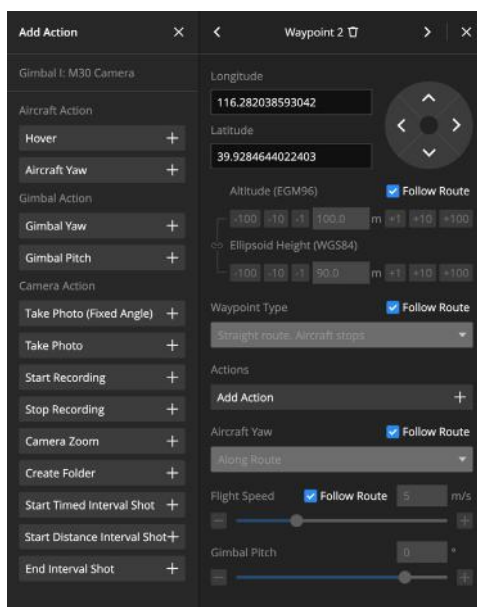 Add Action ×
Gimbal I: M30 Camera
Aircraft Action
Hover +
Aircraft Yaw +
Gimbal Action
Gimbal Yaw +
Gimbal Pitch +
Camera Action
Take Photo (Fixed Angle) +
Take Photo +
Start Recording +
Stop Recording +
Camera Zoom +
Create Folder +
Start Timed Interval Shot +
Start Distance Interval Shot +
End Interval Shot +
< Waypoint 2 > ×
Longitude
116.282038593042
Latitude
39.9284644022403
Altitude (EGM96) Follow Route
-100 -10 -1 100.0 m +1 +10 +100
Ellipsoid Height (WGS84)
-100 -10 -1 90.0 m +1 +10 +100
Waypoint Type Follow Route
Straight route. Aircraft stops
Actions
Add Action +
Aircraft Yaw Follow Route
Along Route
Flight Speed Follow Route 5 m/s
Gimbal Pitch 0 °